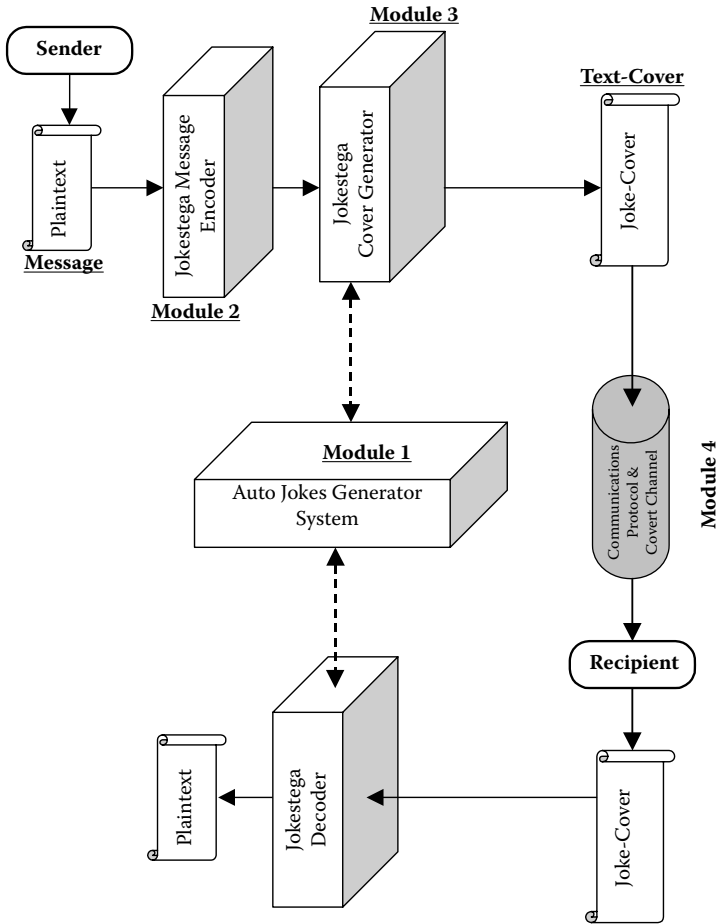 Sender
Plaintext
Message
Jokestega Message
Encoder
Module 2
Module 3
Jokestega
Cover Generator
Text-Cover
Joke-Cover
Module 1
Auto Jokes Generator
System
Communications
Protocol &
Covert Channel
Module 4
Recipient
Joke-Cover
Jokestega
Decoder
Plaintext